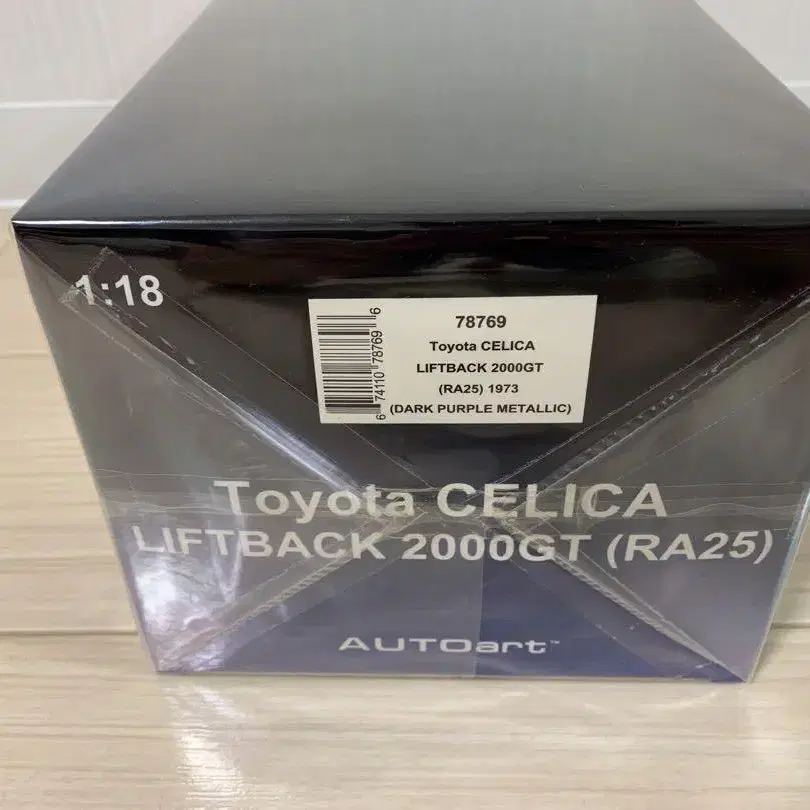 1:18
78769
Toyota CELICA
LIFTBACK 2000GT
(RA25) 1973
(DARK PURPLE METALLIC)
6 74110 78769 6
Toyota CELICA
LIFTBACK 2000GT (RA25)
AUTOart™